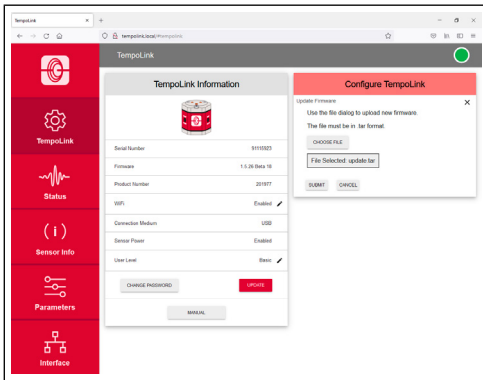 TempoLink
tempolink.local/#tempolink
TempoLink
TempoLink
Status
Sensor Info
Parameters
Interface
TempoLink Information
Serial Number
Firmware 1.5.26 Beta 18
Product Number 201977
WiFi Enabled
Connection Medium USB
Sensor Power Enabled
User Level Basic
CHANGE PASSWORD UPDATE
MANUAL
Configure TempoLink
Update Firmware
Use the file dialog to upload new firmware.
The file must be in .tar format.
CHOOSE FILE
File Selected: update.tar
SUBMIT CANCEL